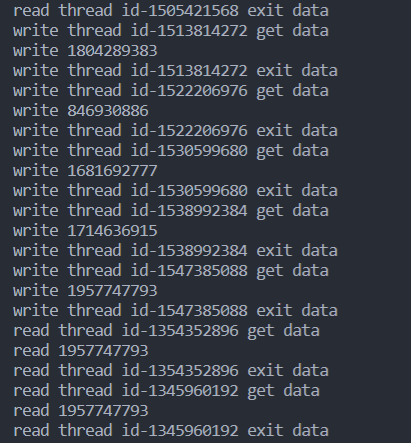 read thread id-1505421568 exit data
write thread id-1513814272 get data
write 1804289383
write thread id-1513814272 exit data
write thread id-1522206976 get data
write 846930886
write thread id-1522206976 exit data
write thread id-1530599680 get data
write 1681692777
write thread id-1530599680 exit data
write thread id-1538992384 get data
write 1714636915
write thread id-1538992384 exit data
write thread id-1547385088 get data
write 1957747793
write thread id-1547385088 exit data
read thread id-1354352896 get data
read 1957747793
read thread id-1354352896 exit data
read thread id-1345960192 get data
read 1957747793
read thread id-1345960192 exit data